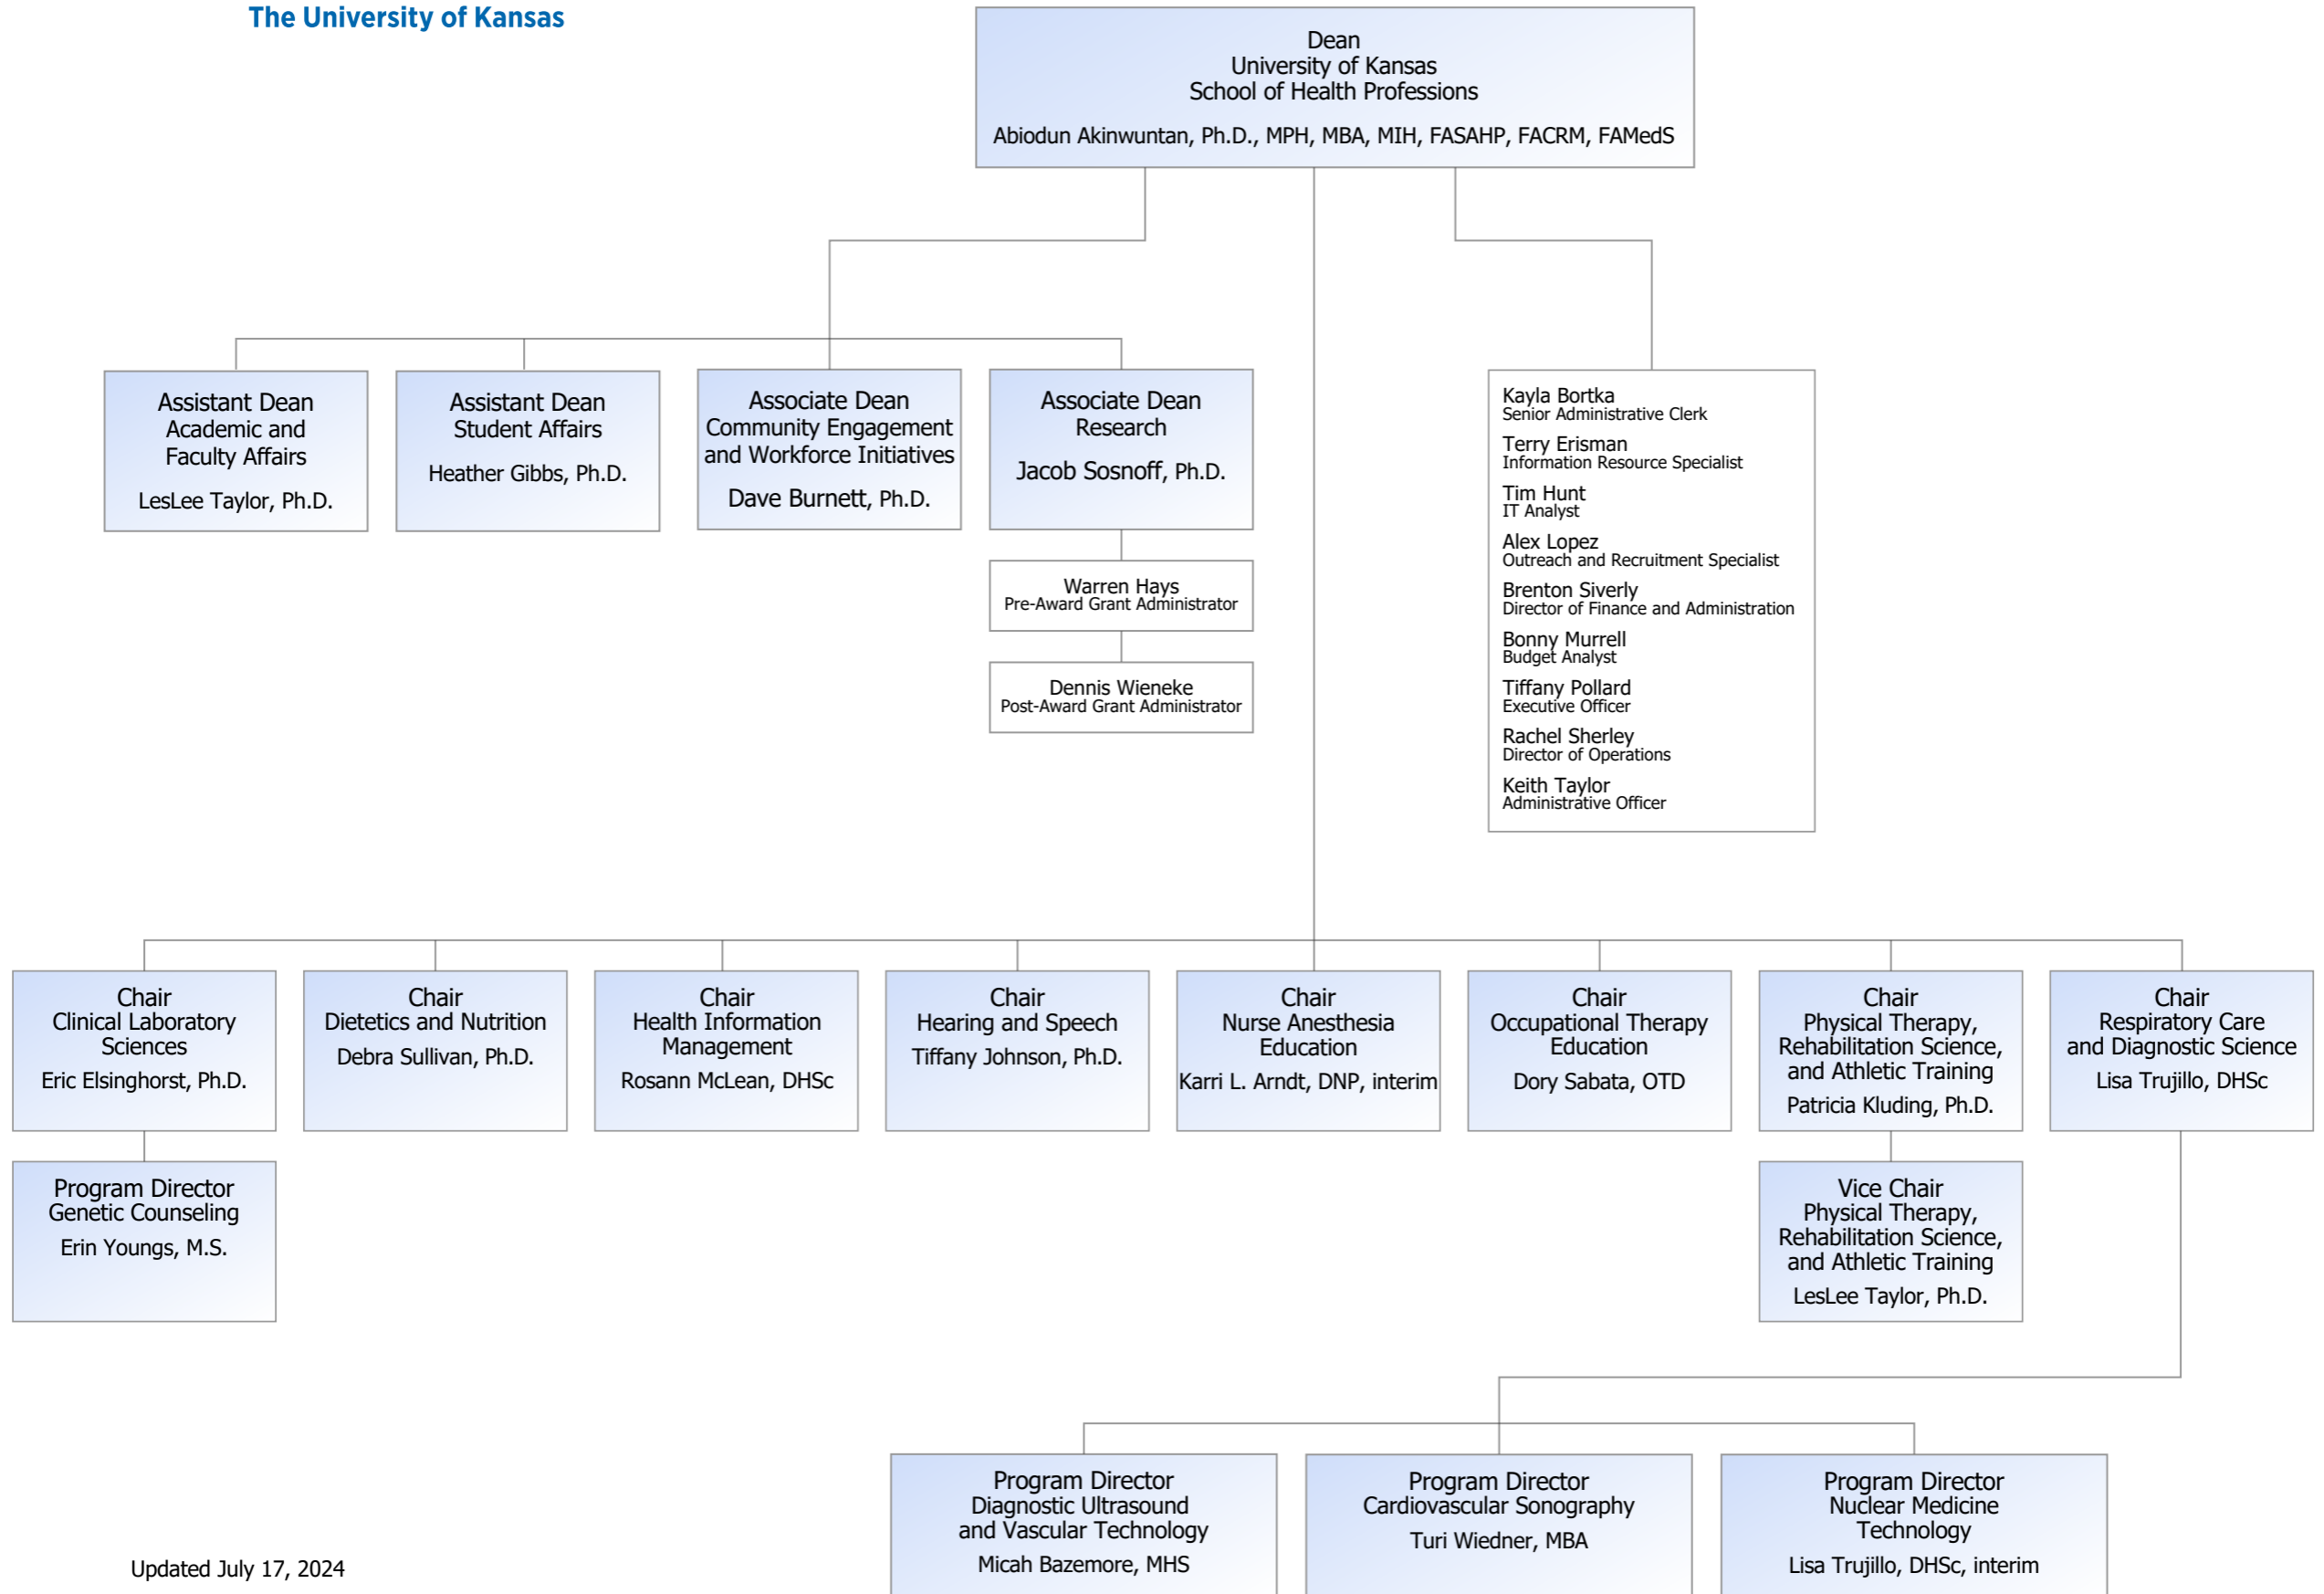 The University of Kansas
Dean
University of Kansas
School of Health Professions
Abiodun Akinwuntan, Ph.D., MPH, MBA, MIH, FASAHP, FACRM, FAMedS
Assistant Dean
Academic and
Faculty Affairs
LesLee Taylor, Ph.D.
Assistant Dean
Student Affairs
Heather Gibbs, Ph.D.
Associate Dean
Community Engagement
and Workforce Initiatives
Dave Burnett, Ph.D.
Associate Dean
Research
Jacob Sosnoff, Ph.D.
Warren Hays
Pre-Award Grant Administrator
Dennis Wieneke
Post-Award Grant Administrator
Kayla Bortka
Senior Administrative Clerk
Terry Erisman
Information Resource Specialist
Tim Hunt
IT Analyst
Alex Lopez
Outreach and Recruitment Specialist
Brenton Siverly
Director of Finance and Administration
Bonny Murrell
Budget Analyst
Tiffany Pollard
Executive Officer
Rachel Sherley
Director of Operations
Keith Taylor
Administrative Officer
Chair
Clinical Laboratory
Sciences
Eric Elsinghorst, Ph.D.
Chair
Dietetics and Nutrition
Debra Sullivan, Ph.D.
Chair
Health Information
Management
Rosann McLean, DHSc
Chair
Hearing and Speech
Tiffany Johnson, Ph.D.
Chair
Nurse Anesthesia
Education
Karri L. Arndt, DNP, interim
Chair
Occupational Therapy
Education
Dory Sabata, OTD
Chair
Physical Therapy,
Rehabilitation Science,
and Athletic Training
Patricia Kluding, Ph.D.
Chair
Respiratory Care
and Diagnostic Science
Lisa Trujillo, DHSc
Program Director
Genetic Counseling
Erin Youngs, M.S.
Vice Chair
Physical Therapy,
Rehabilitation Science,
and Athletic Training
LesLee Taylor, Ph.D.
Program Director
Diagnostic Ultrasound
and Vascular Technology
Micah Bazemore, MHS
Program Director
Cardiovascular Sonography
Turi Wiedner, MBA
Program Director
Nuclear Medicine
Technology
Lisa Trujillo, DHSc, interim
Updated July 17, 2024